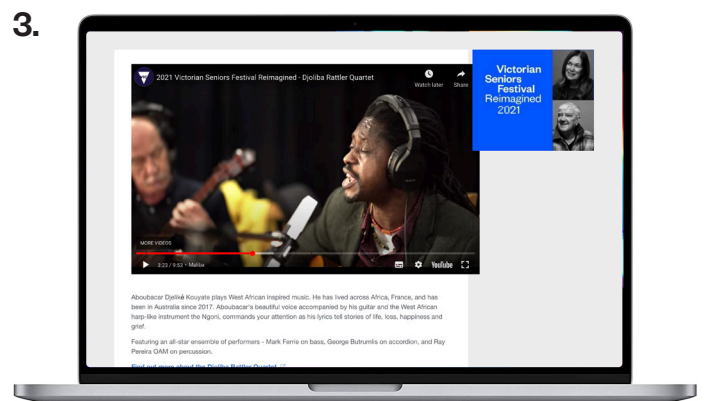 3.
2021 Victorian Seniors Festival Reimagined - Djoliba Rattler Quartet
Watch later
Share
Victorian
Seniors
Festival
Reimagined
2021
MORE VIDEOS
3:23 / 9:53 • Maliba
YouTube
Aboubacar Djeliké Kouyate plays West African inspired music. He has lived across Africa, France, and has
been in Australia since 2017. Aboubacar's beautiful voice accompanied by his guitar and the West African
harp-like instrument the Ngoni, commands your attention as his lyrics tell stories of life, loss, happiness and
grief.
Featuring an all-star ensemble of performers - Mark Ferrie on bass, George Butrumlis on accordion, and Ray
Pereira OAM on percussion.
Find out more about the Djoliba Rattler Quartet